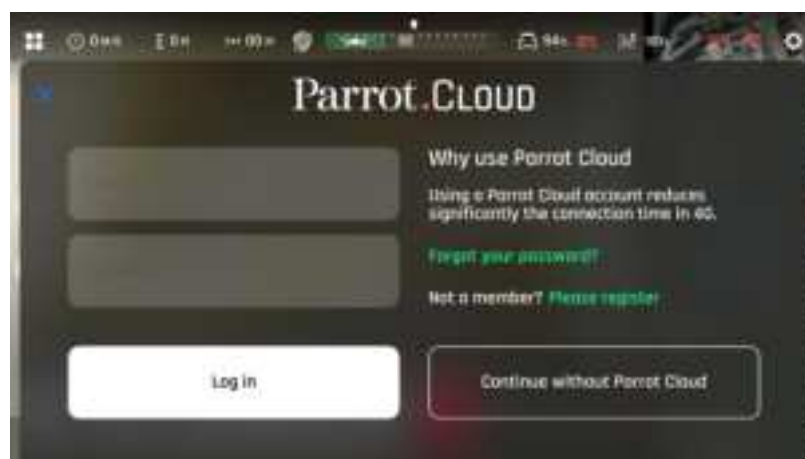 Parrot.CLOUD
Why use Parrot Cloud
Using a Parrot Cloud account reduces
significantly the connection time in 4G.
Forgot your password?
Not a member? Please register
Log in
Continue without Parrot Cloud